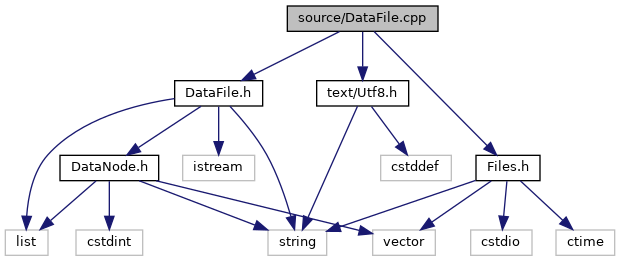 source/DataFile.cpp
DataFile.h
text/Utf8.h
DataNode.h
istream
cstddef
Files.h
list
cstdint
string
vector
cstdio
ctime